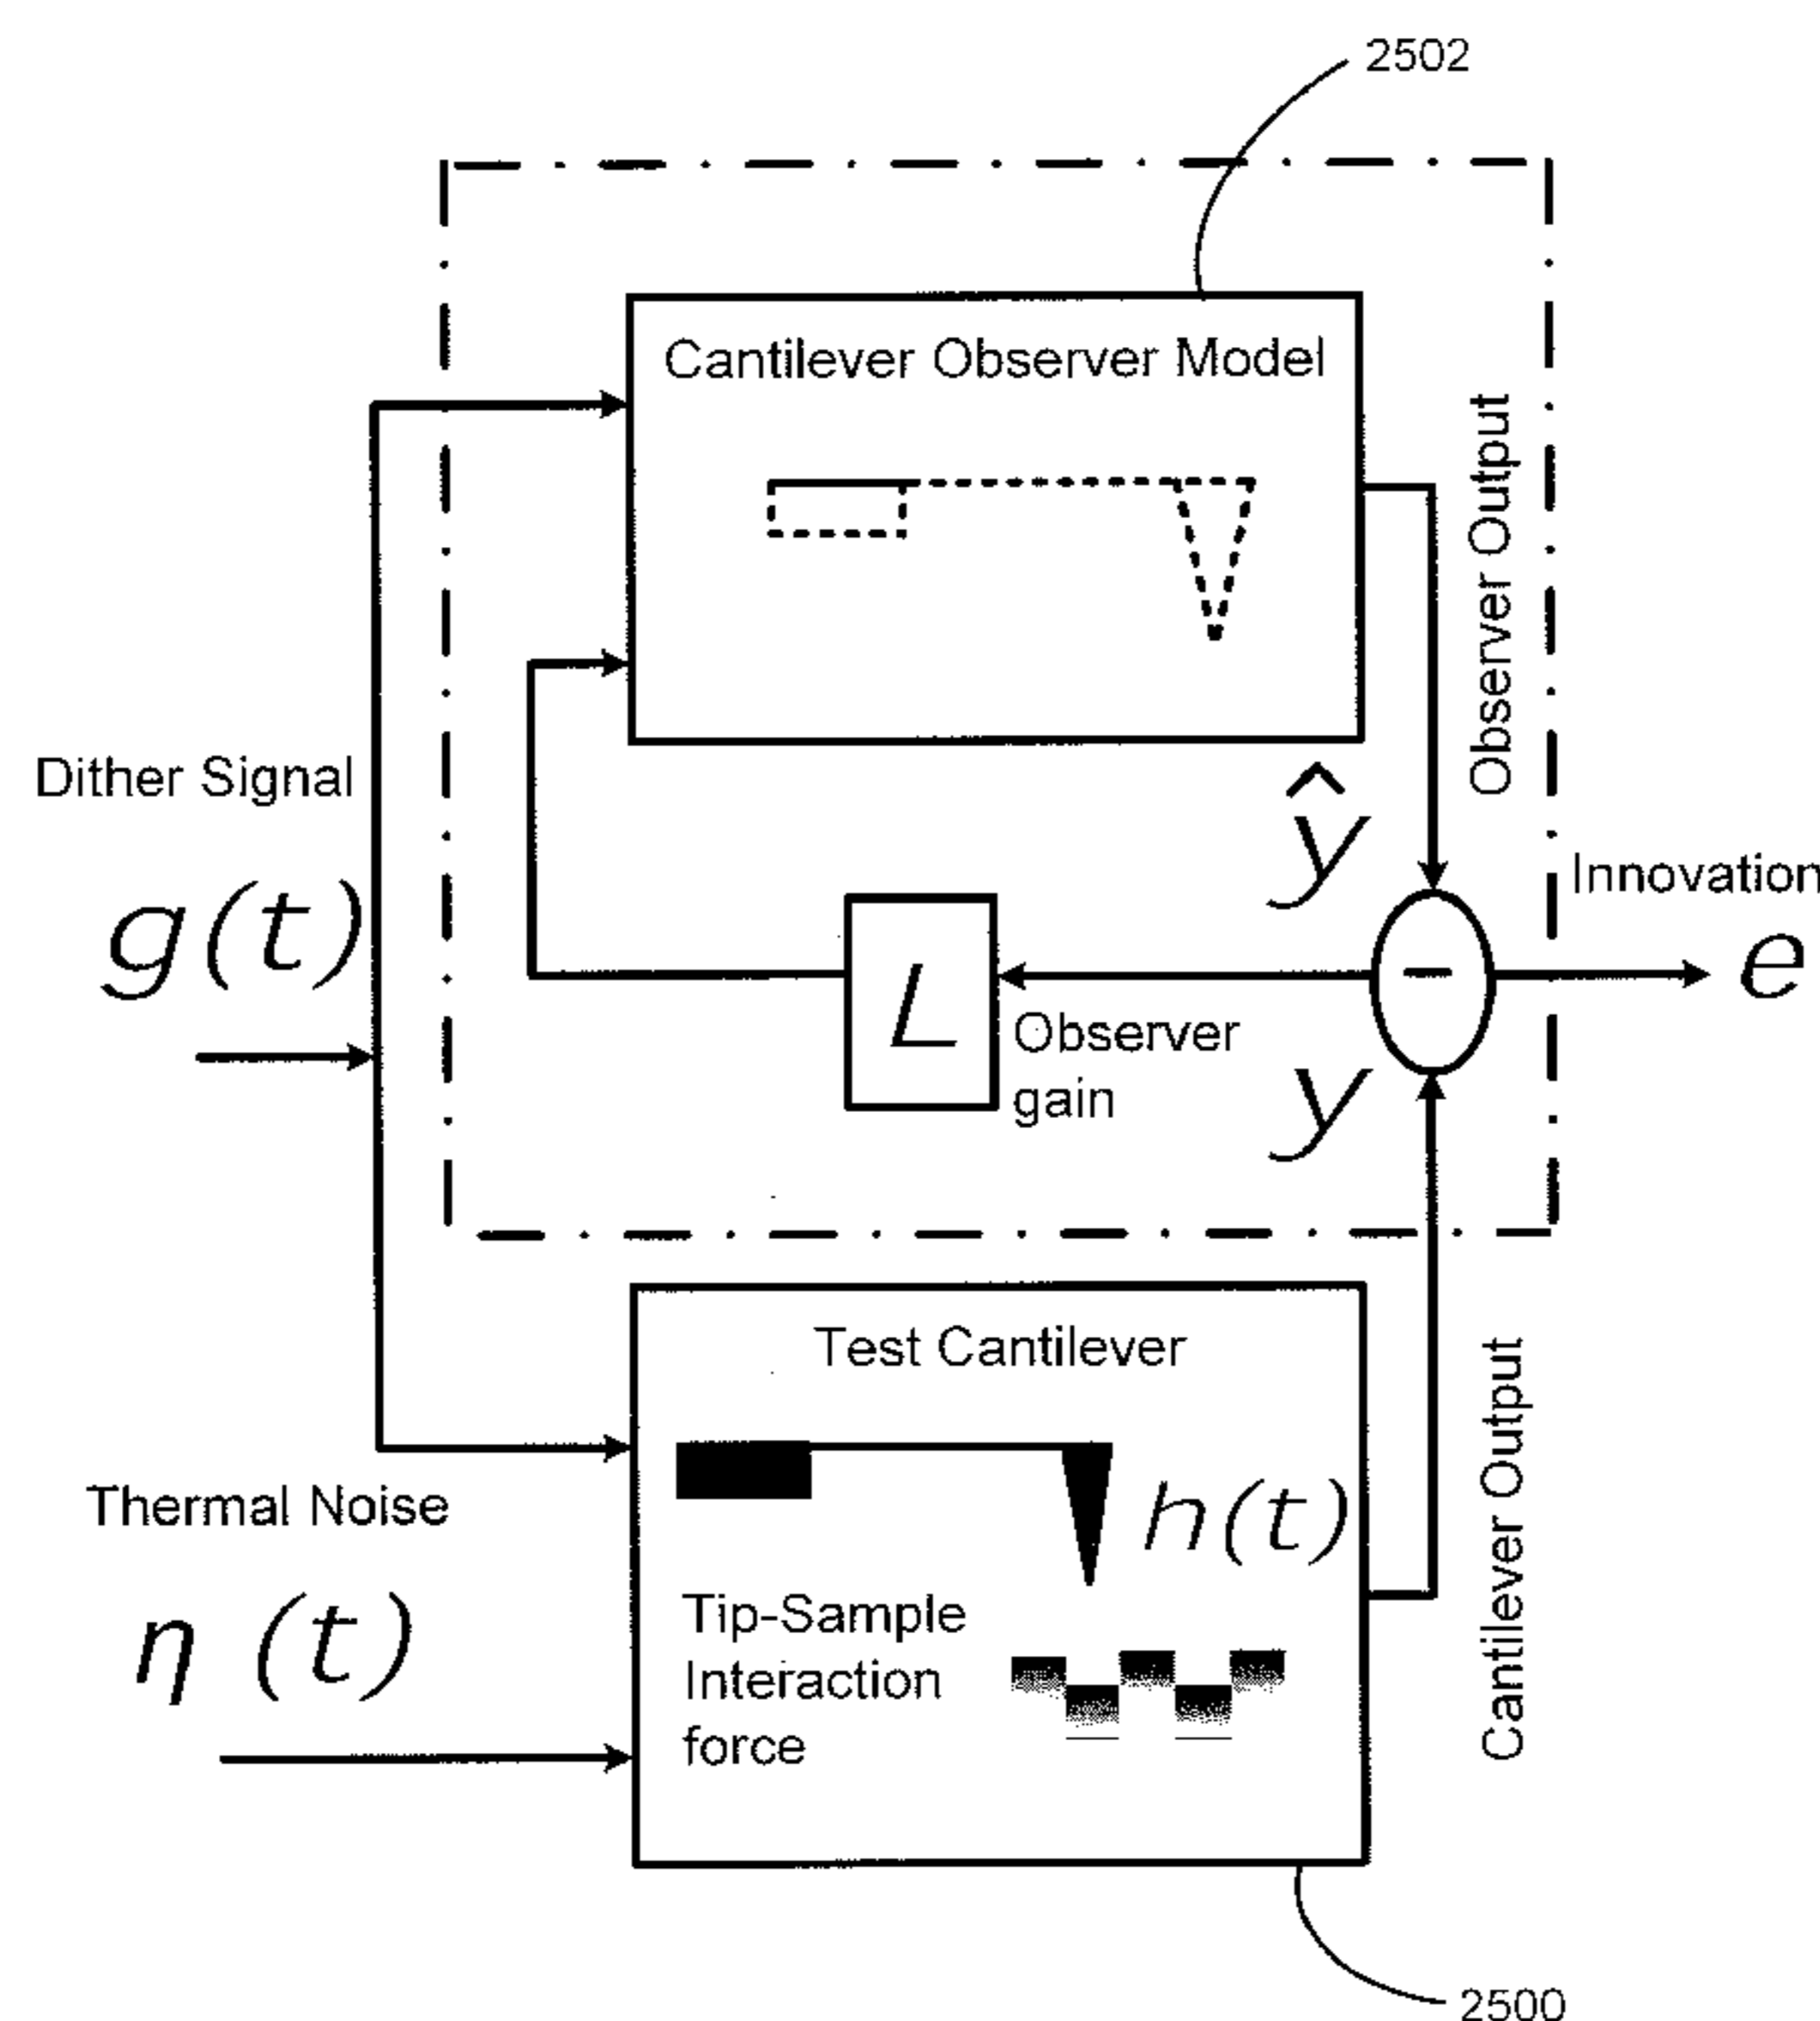 2502
Cantilever Observer Model
Observer Output
Dither Signal
g(t)
ŷ
Innovation
e
L
−
Observer
gain
y
Test Cantilever
Thermal Noise
η (t)
h(t)
Tip-Sample
Interaction
force
Cantilever Output
2500